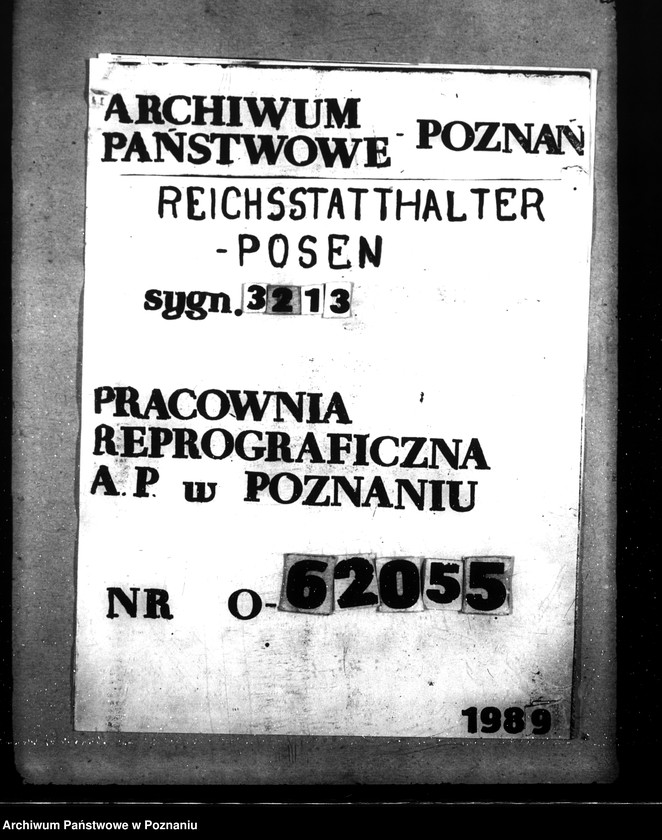 ARCHIWUM
PAŃSTWOWE - POZNAŃ
REICHSSTATTHALTER
-POSEN
sygn. 3213
PRACOWNIA
REPROGRAFICZNA
A. P. w POZNANIU
NR O-62055
1989
Archiwum Państwowe w Poznaniu